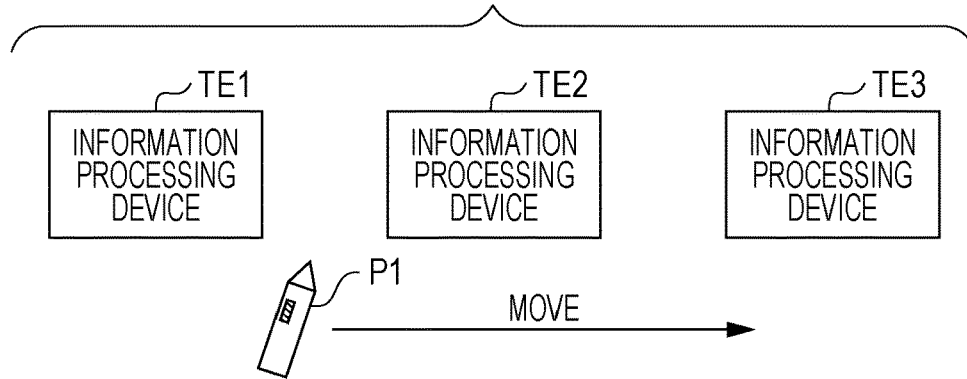 TE1
TE2
TE3
INFORMATION
PROCESSING
DEVICE
INFORMATION
PROCESSING
DEVICE
INFORMATION
PROCESSING
DEVICE
P1
MOVE